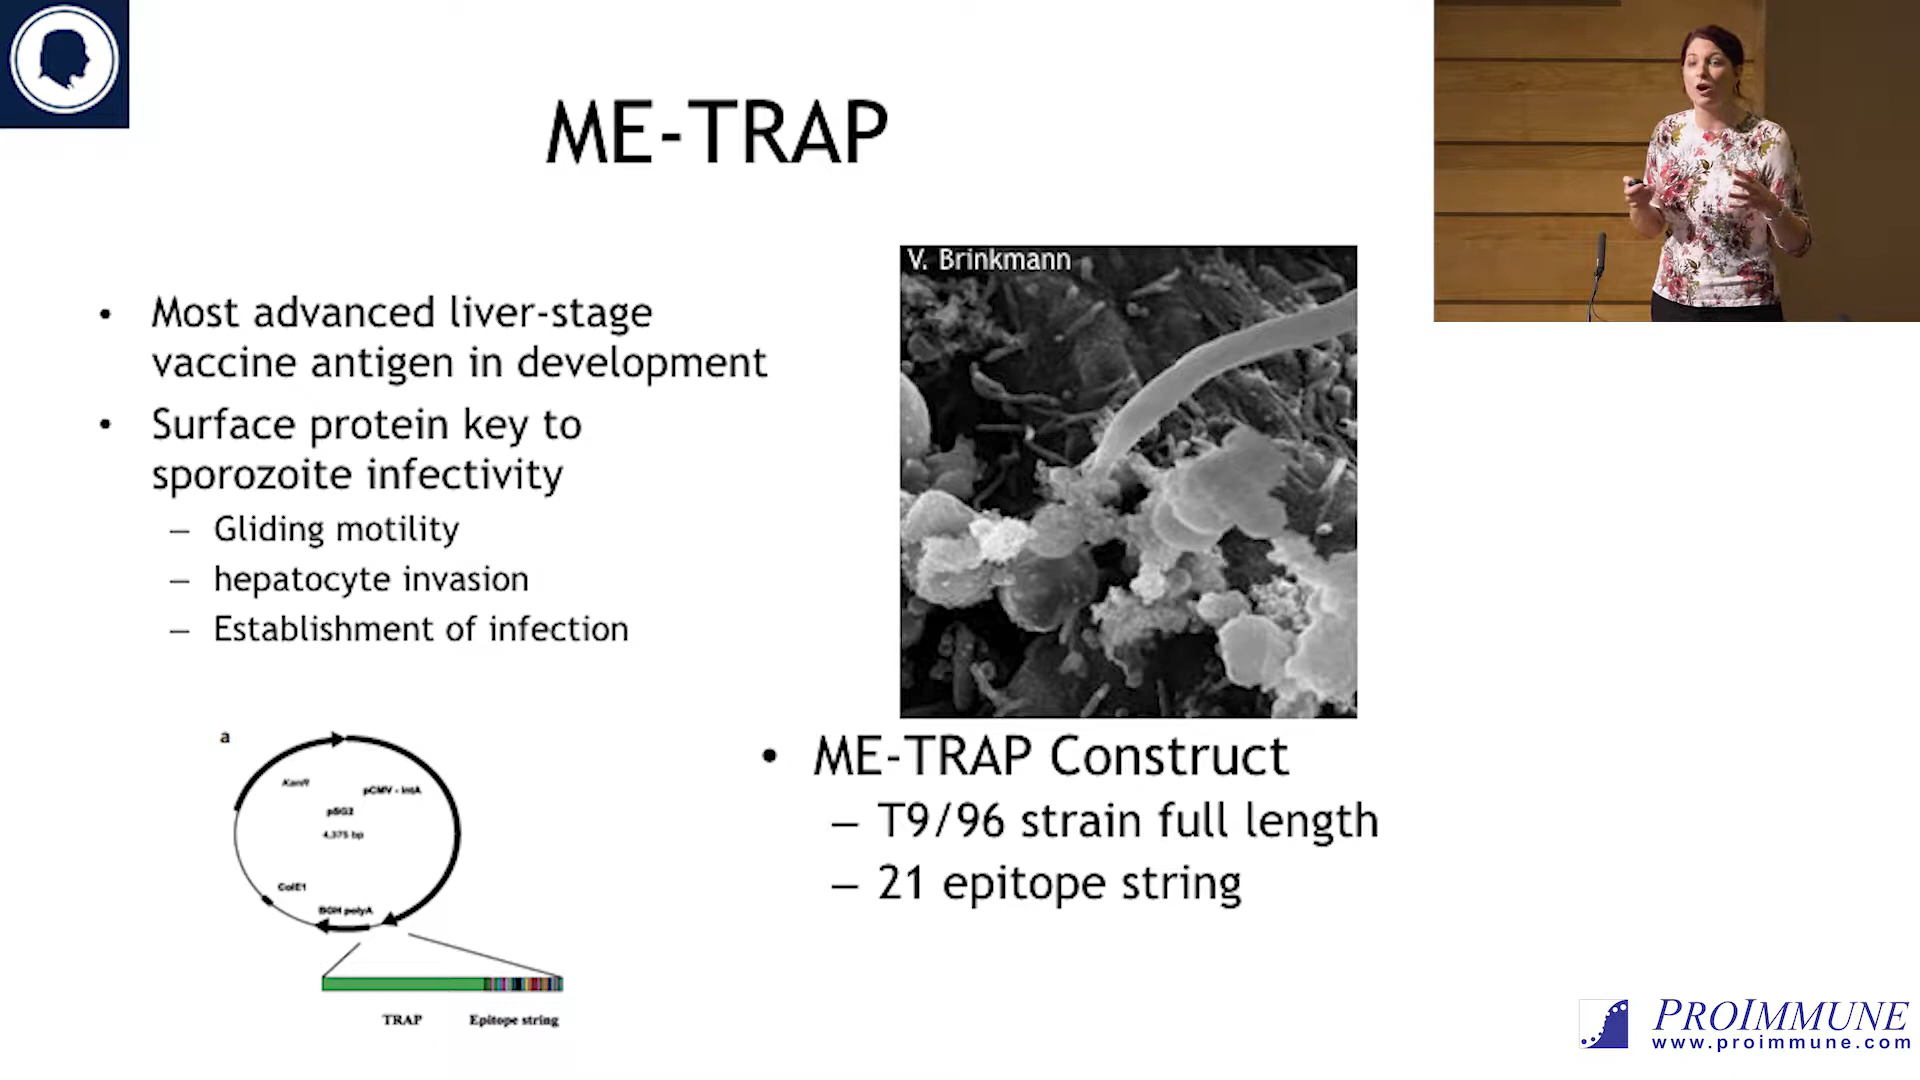 ME-TRAP
• Most advanced liver-stage
vaccine antigen in development
• Surface protein key to
sporozoite infectivity
– Gliding motility
– hepatocyte invasion
– Establishment of infection
V. Brinkmann
a
KanR
pCMV - IntA
pSG2
4,375 bp
ColE1
BGH polyA
TRAP
Epitope string
• ME-TRAP Construct
– T9/96 strain full length
– 21 epitope string
PROIMMUNE
www.proimmune.com